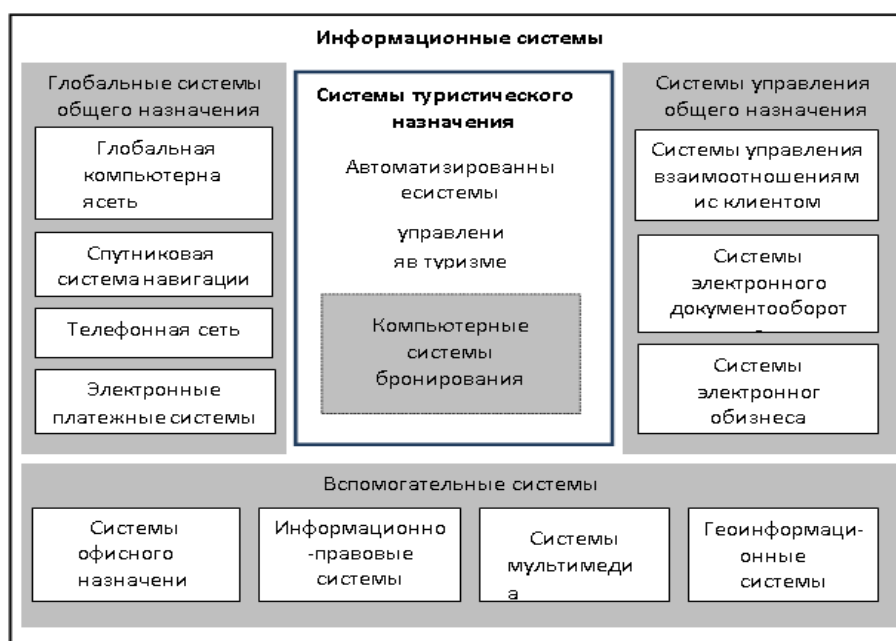 Информационные системы
Глобальные системы
общего назначения
Глобальная
компьютерна
ясеть
Спутниковая
система навигации
Телефонная сеть
Электронные
платежные системы
Системы туристического
назначения
Автоматизированны
есистемы
управлени
яв туризме
Компьютерные
системы
бронирования
Системы управления
общего назначения
Системы управления
взаимоотношениям
ис клиентом
Системы
электронного
документооборот
Системы
электронног
обизнеса
Вспомогательные системы
Системы
офисного
назначени
Информационно
-правовые
системы
Системы
мультимеди
а
Геоинформаци-
онные
системы